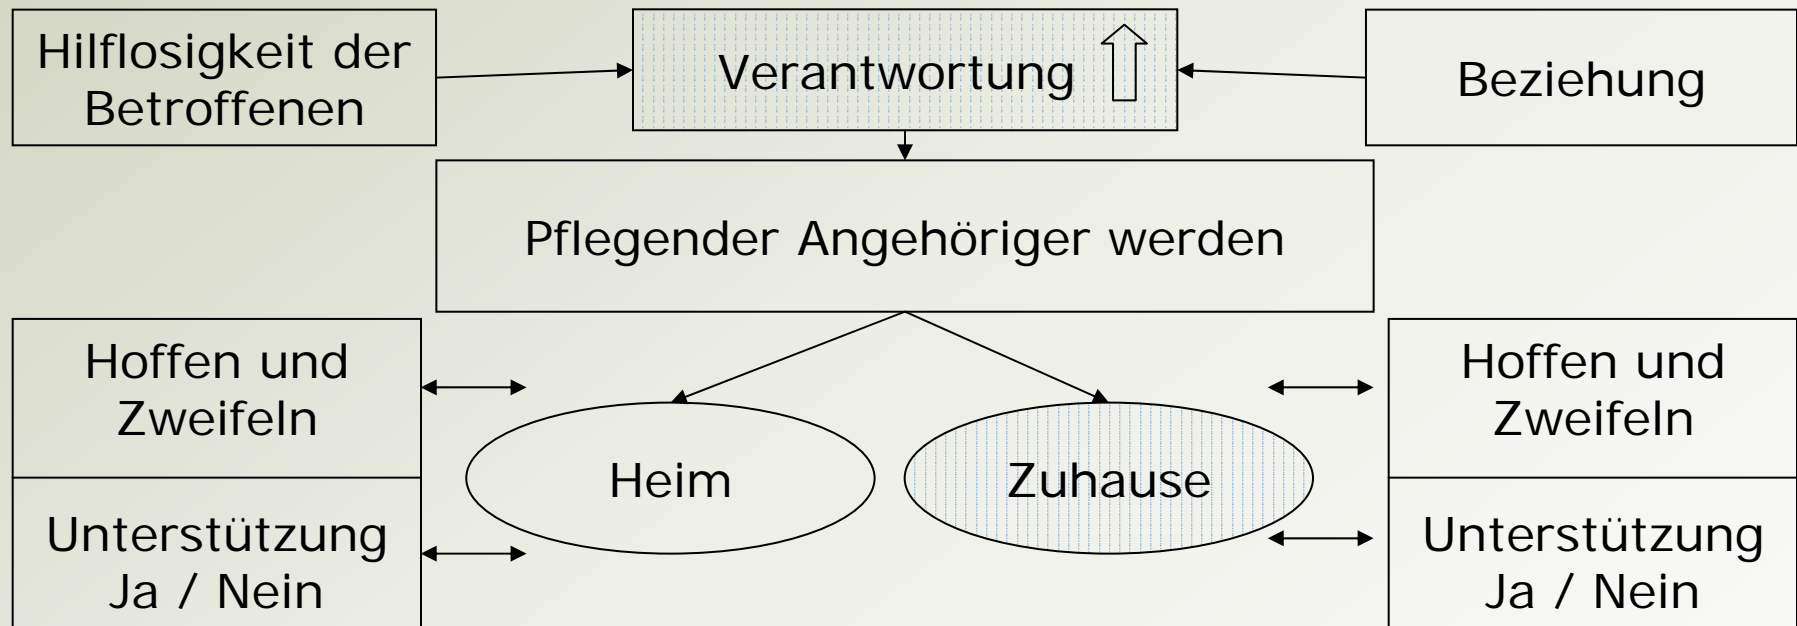 Hilflosigkeit der
Betroffenen
Verantwortung
Beziehung
Pflegender Angehöriger werden
Hoffen und
Zweifeln
Unterstützung
Ja / Nein
Heim
Zuhause
Hoffen und
Zweifeln
Unterstützung
Ja / Nein